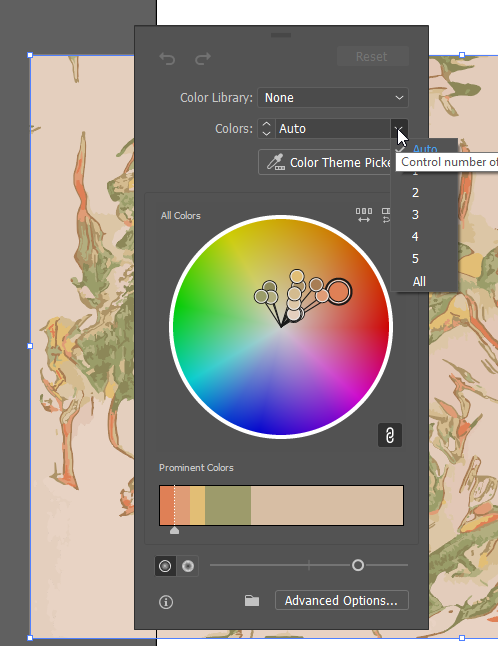 Reset
Color Library: None
Colors: Auto
Auto
Control number of
Color Theme Picke
1
2
3
4
5
All
All Colors
Prominent Colors
Advanced Options...